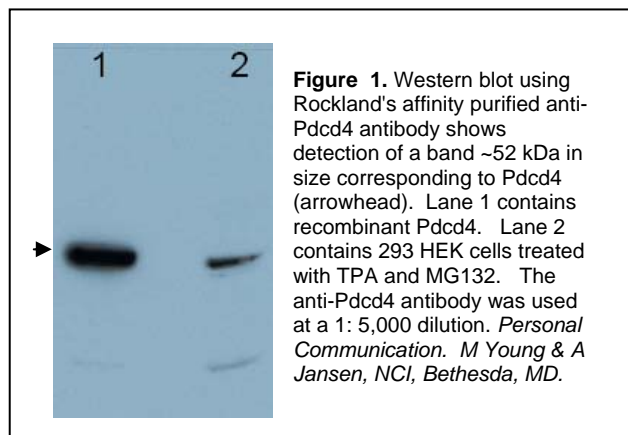 1 2
Figure 1. Western blot using
Rockland's affinity purified anti-
Pdcd4 antibody shows
detection of a band ~52 kDa in
size corresponding to Pdcd4
(arrowhead). Lane 1 contains
recombinant Pdcd4. Lane 2
contains 293 HEK cells treated
with TPA and MG132. The
anti-Pdcd4 antibody was used
at a 1: 5,000 dilution. Personal
Communication. M Young & A
Jansen, NCI, Bethesda, MD.